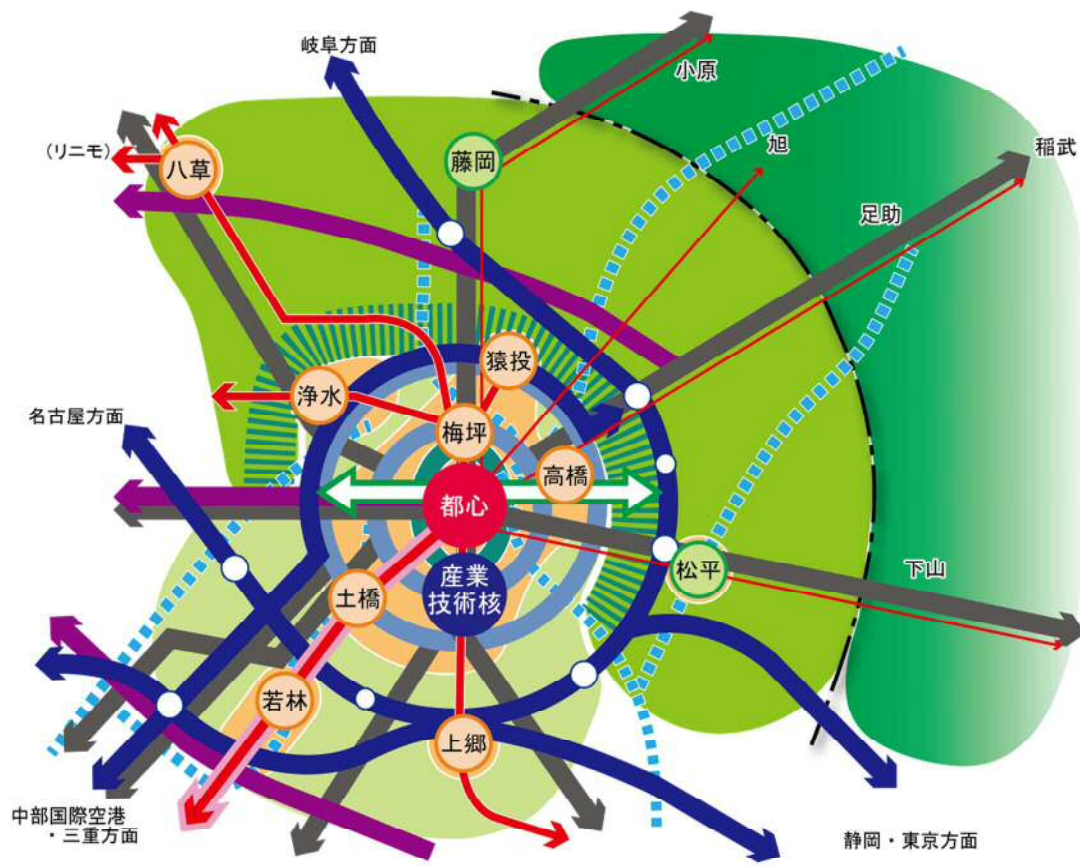 岐阜方面
小原
(リニモ)
八草
藤岡
旭
稲武
足助
猿投
浄水
名古屋方面
梅坪
高橋
都心
産業
技術核
土橋
松平
下山
若林
上郷
中部国際空港
・三重方面
静岡・東京方面